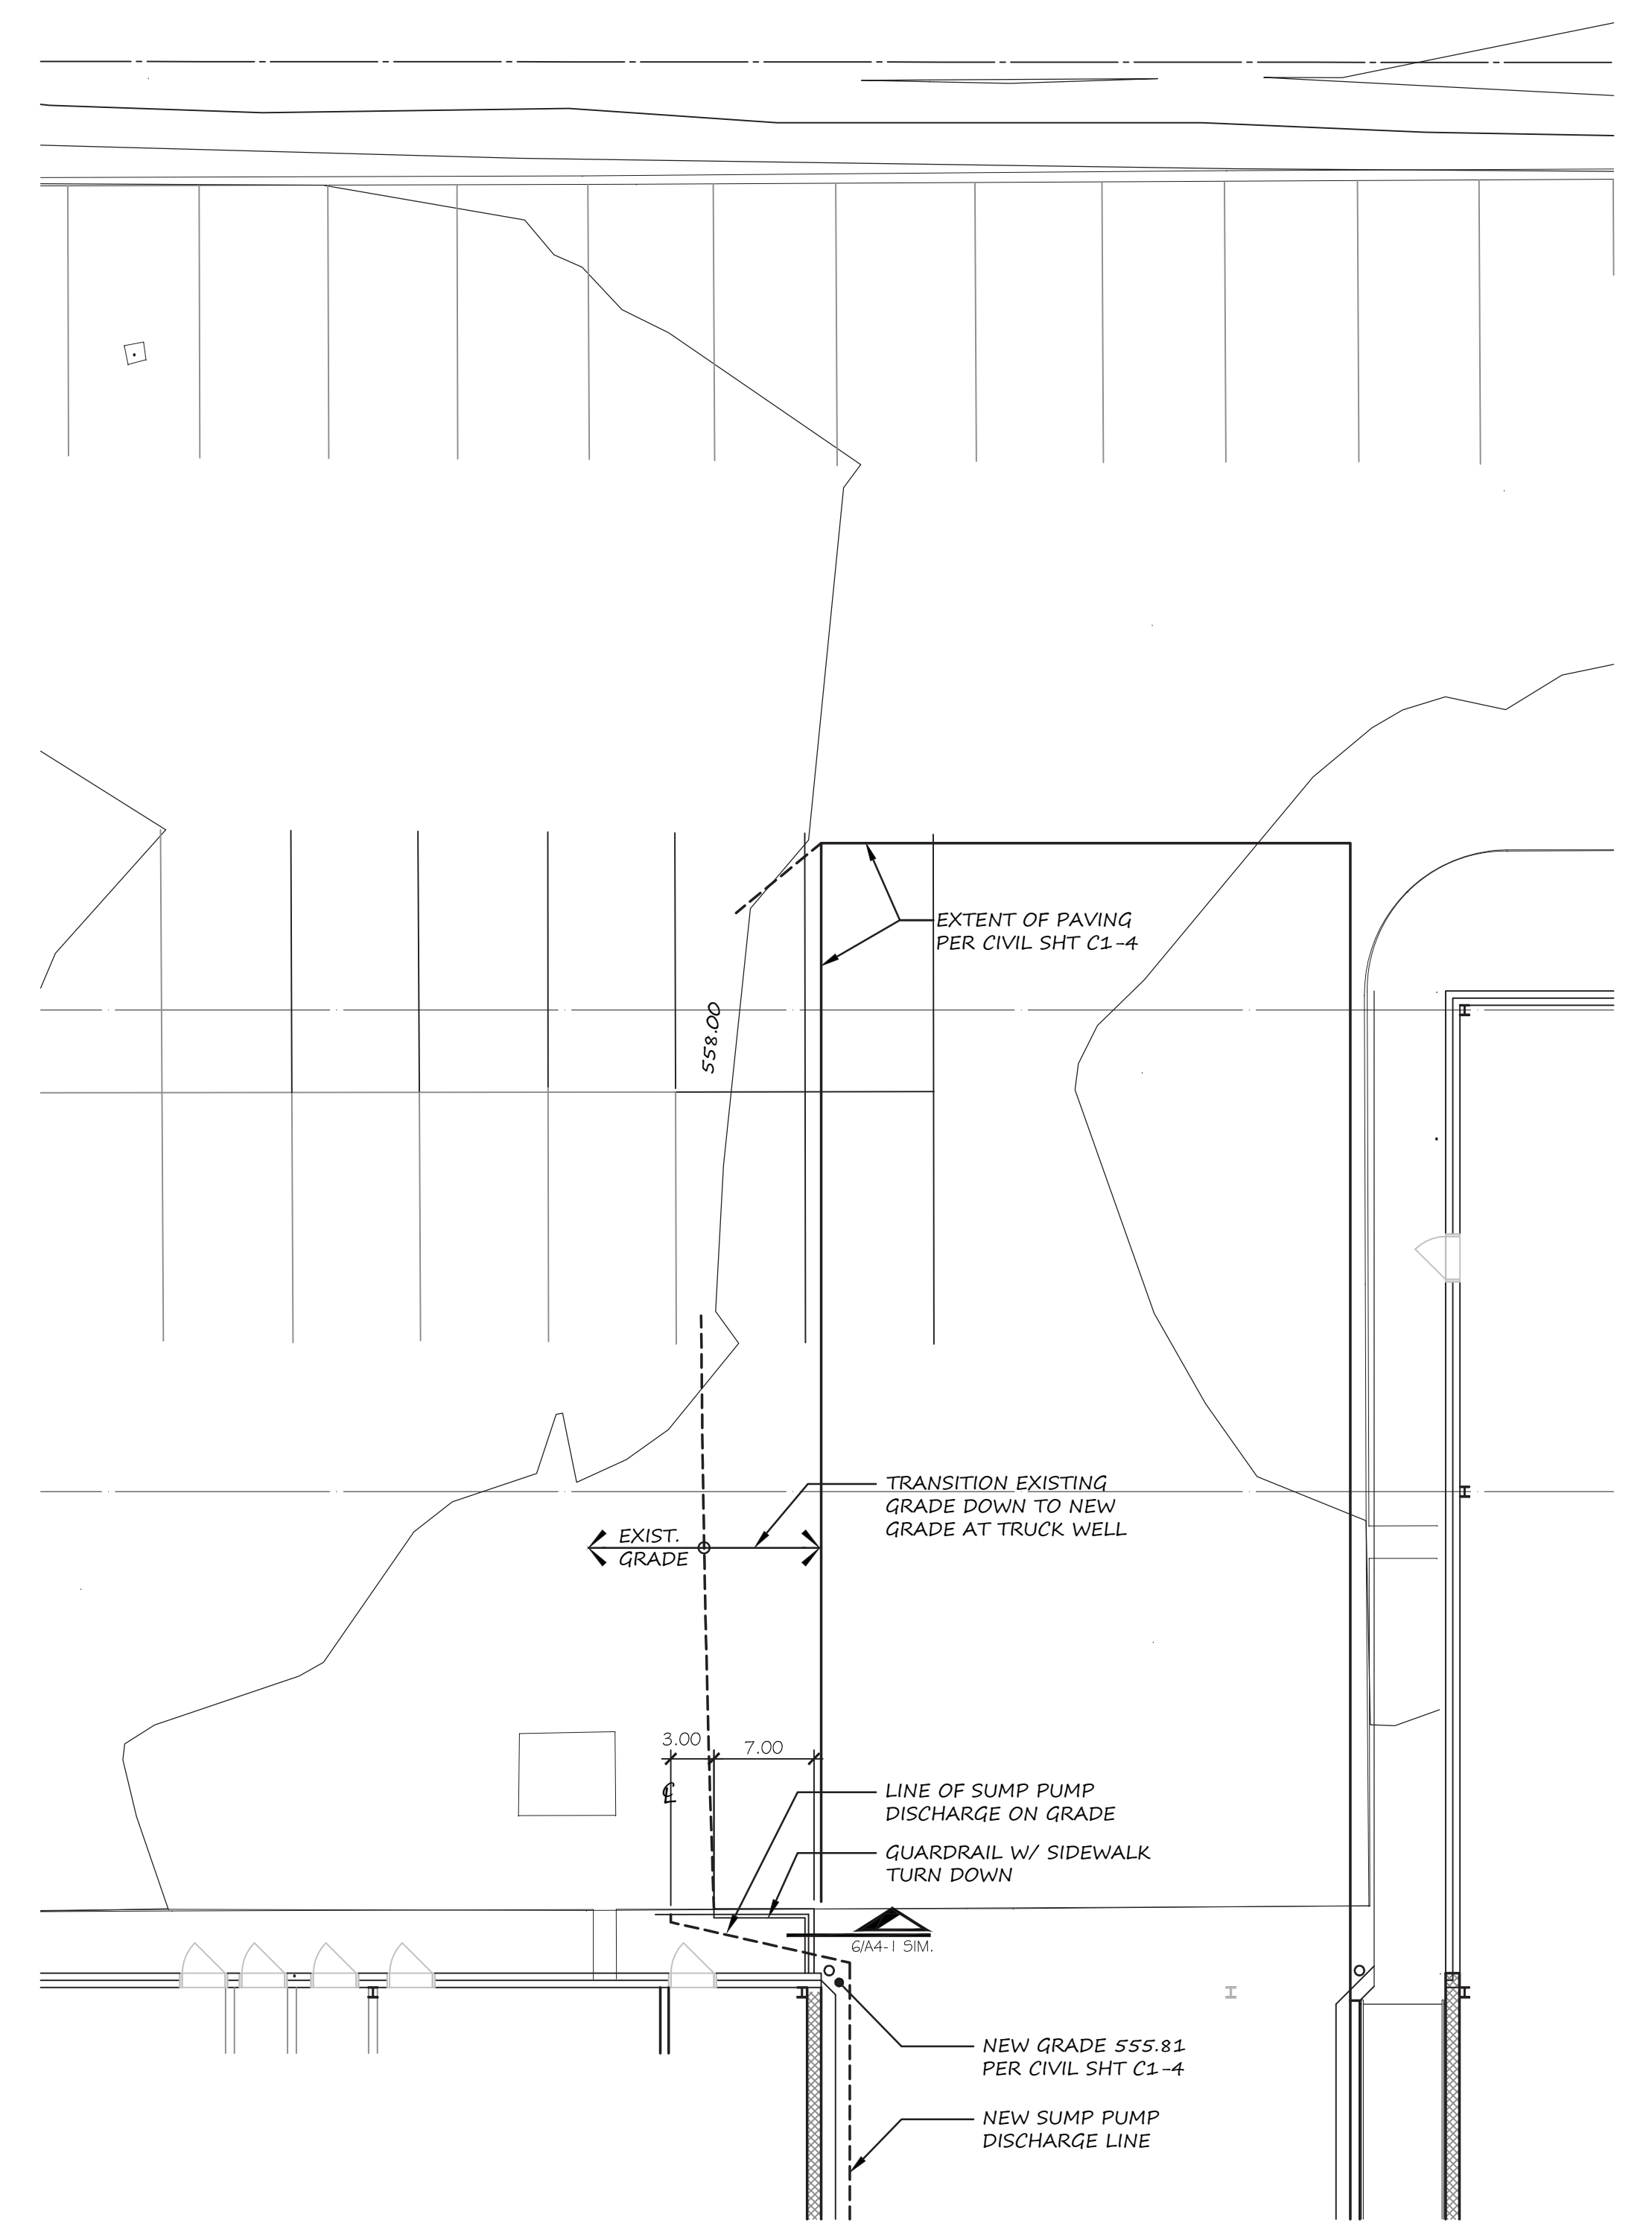 EXTENT OF PAVING
PER CIVIL SHT C1-4
558.00
TRANSITION EXISTING
GRADE DOWN TO NEW
GRADE AT TRUCK WELL
EXIST.
GRADE
3.00
7.00
℄
LINE OF SUMP PUMP
DISCHARGE ON GRADE
GUARDRAIL W/ SIDEWALK
TURN DOWN
6/A4-1 SIM.
NEW GRADE 555.81
PER CIVIL SHT C1-4
NEW SUMP PUMP
DISCHARGE LINE